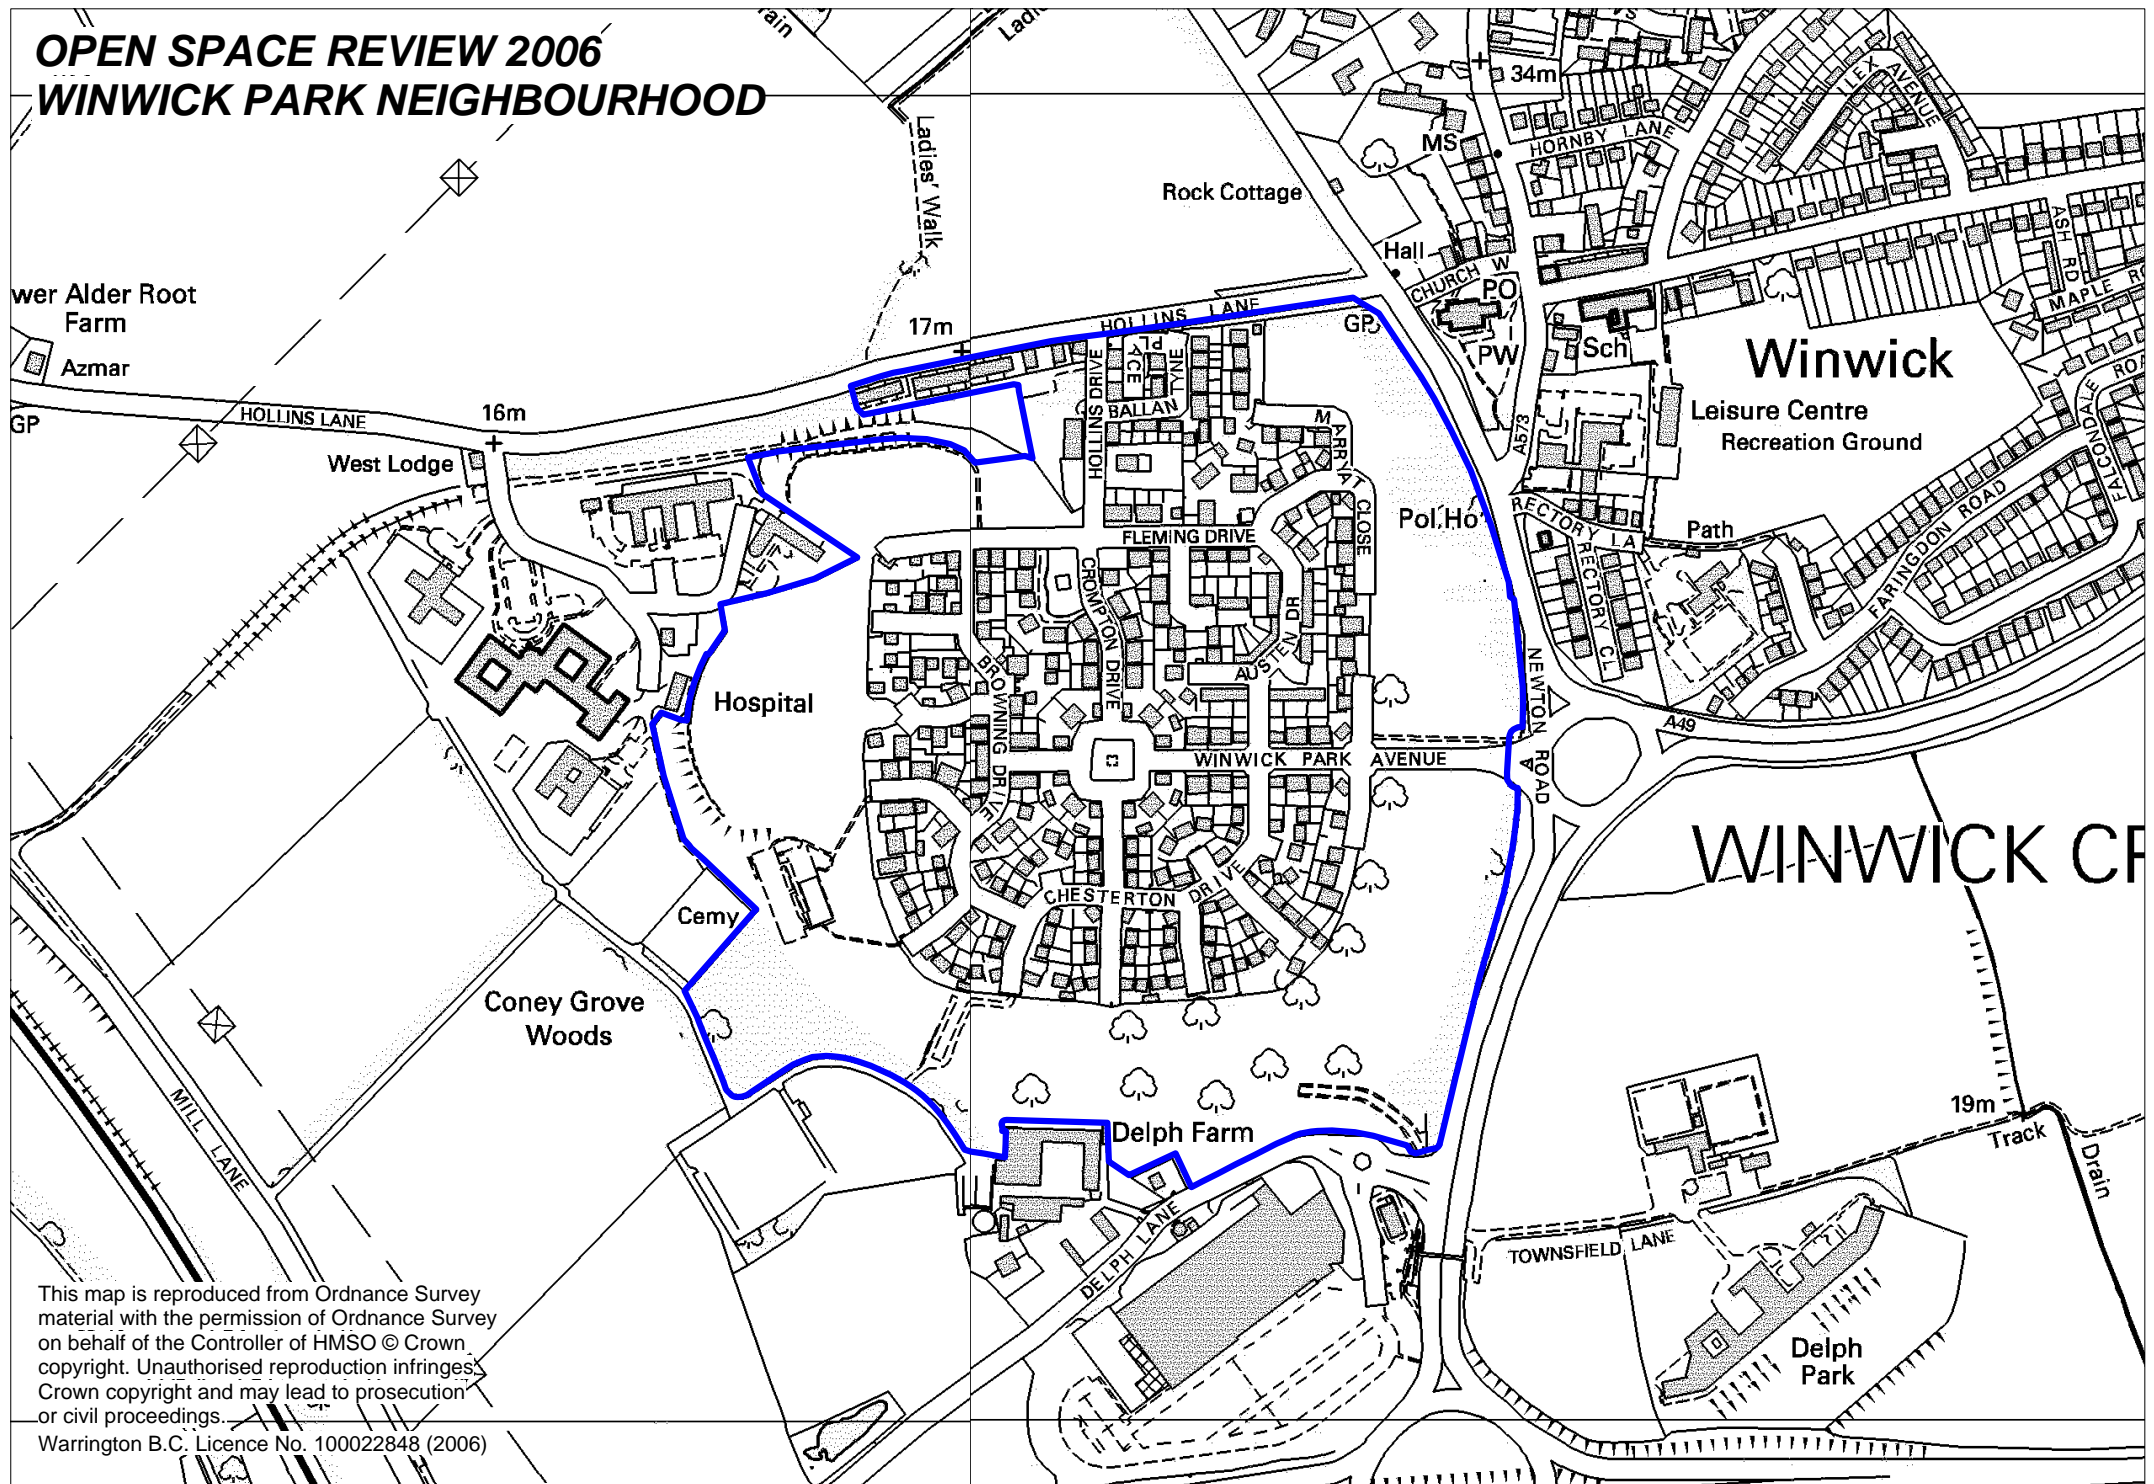 OPEN SPACE REVIEW 2006
WINWICK PARK NEIGHBOURHOOD
Ladies' Walk
34m
ILEX AVENUE
MS
HORNBY LANE
Rock Cottage
Hall
CHURCH W
PO
ASH RD
MAPLE RO
wer Alder Root
Farm
Azmar
GP
HOLLINS LANE
17m
HOLLINS LANE
GP
PW
Sch
Winwick
16m
West Lodge
HOLLINS DRIVE
BALLAN
TYNE
PL
ACE
MARRYAT CLOSE
A573
Leisure Centre
Recreation Ground
FALCONDALE ROA
FARINGDON ROAD
Pol Ho
RECTORY LA
Path
RECTORY CL
FLEMING DRIVE
CROMPTON DRIVE
AUSTEN DR
BROWNING DRIVE
Hospital
NEWTON ROAD
A49
WINWICK PARK AVENUE
WINWICK CR
CHESTERTON DRIVE
Cemy
Coney Grove
Woods
MILL LANE
Delph Farm
DELPH LANE
19m
Track
Drain
TOWNSFIELD LANE
Delph
Park
This map is reproduced from Ordnance Survey
material with the permission of Ordnance Survey
on behalf of the Controller of HMSO © Crown
copyright. Unauthorised reproduction infringes
Crown copyright and may lead to prosecution
or civil proceedings.
Warrington B.C. Licence No. 100022848 (2006)